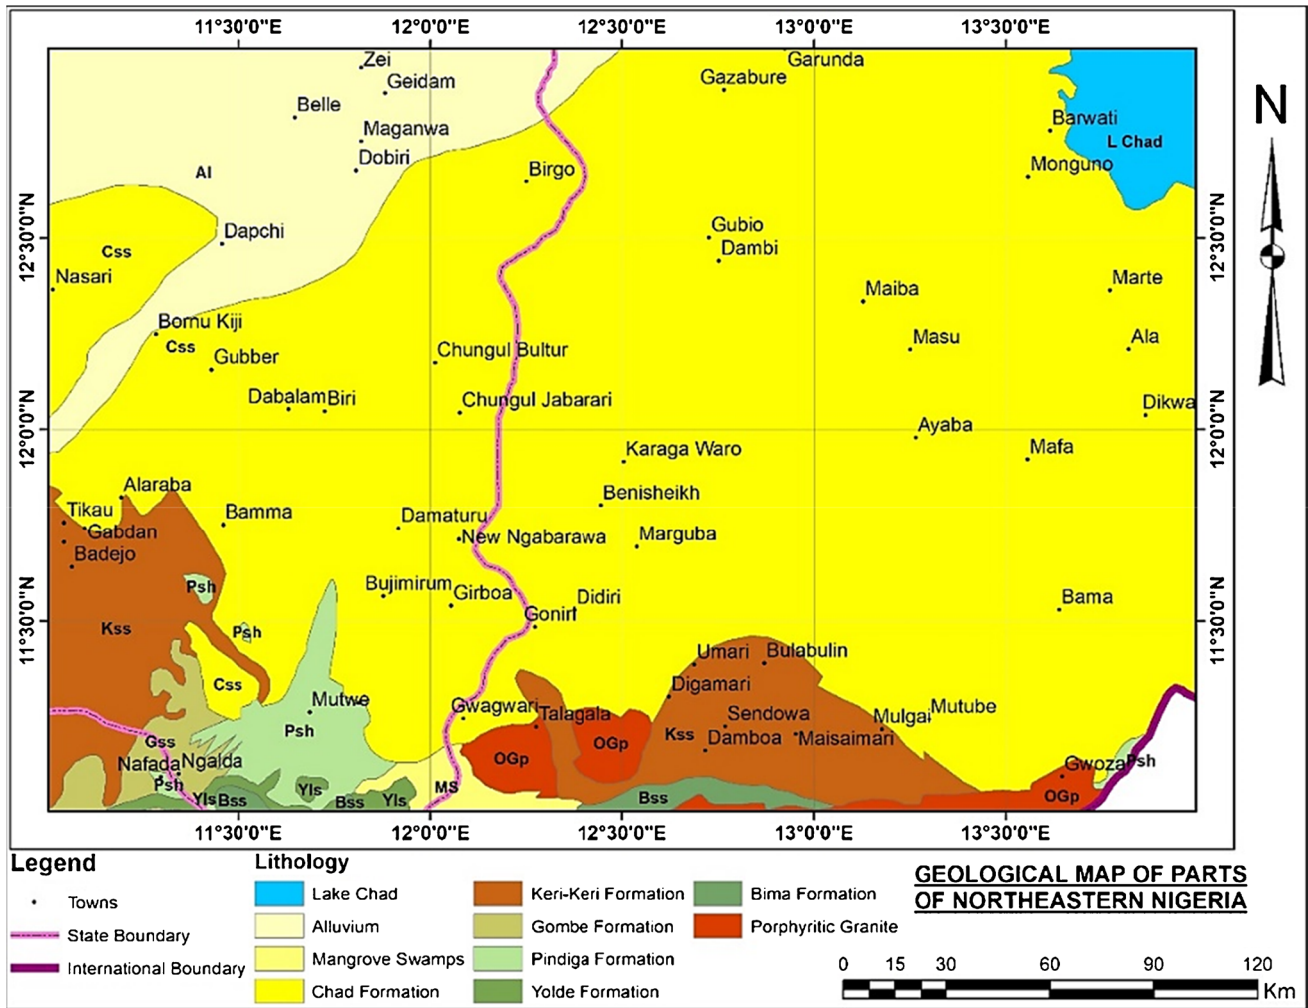 11°30'0"E 12°0'0"E 12°30'0"E 13°0'0"E 13°30'0"E
Zei
Garunda
Geidam
Gazabure
Belle
N
Barwati
Maganwa
L Chad
Dobiri
Monguno
Al
Birgo
12°30'0"N
12°30'0"N
Gubio
Dapchi
Dambi
Css
Nasari
Marte
Maiba
Bornu Kiji
Css
Masu
Ala
Chungul Bultur
Gubber
Dabalam Biri
Chungul Jabarari
Dikwa
12°0'0"N
12°0'0"N
Ayaba
Karaga Waro
Mafa
Alaraba
Benisheikh
Tikau
Bamma
Damaturu
Gabdan
New Ngabarawa
Marguba
Badejo
Psh
Bujimirum
Girboa
Didiri
Bama
Gonirl
11°30'0"N
11°30'0"N
Kss
Psh
Umari
Bulabulin
Css
Digamari
Mutwe
Gwagwari
Talagala
Sendowa
Mulgai
Mutube
Psh
Kss
Damboa
Maisaimari
Gss
OGp
OGp
Nafada
Ngalda
Gwoza
Psh
Psh
Yls
Bss
Yls
Bss
Yls
MS
Bss
OGp
11°30'0"E 12°0'0"E 12°30'0"E 13°0'0"E 13°30'0"E
Legend
Towns
State Boundary
International Boundary
Lithology
Lake Chad
Alluvium
Mangrove Swamps
Chad Formation
Keri-Keri Formation
Gombe Formation
Pindiga Formation
Yolde Formation
Bima Formation
Porphyritic Granite
GEOLOGICAL MAP OF PARTS
OF NORTHEASTERN NIGERIA
0 15 30 60 90 120
Km